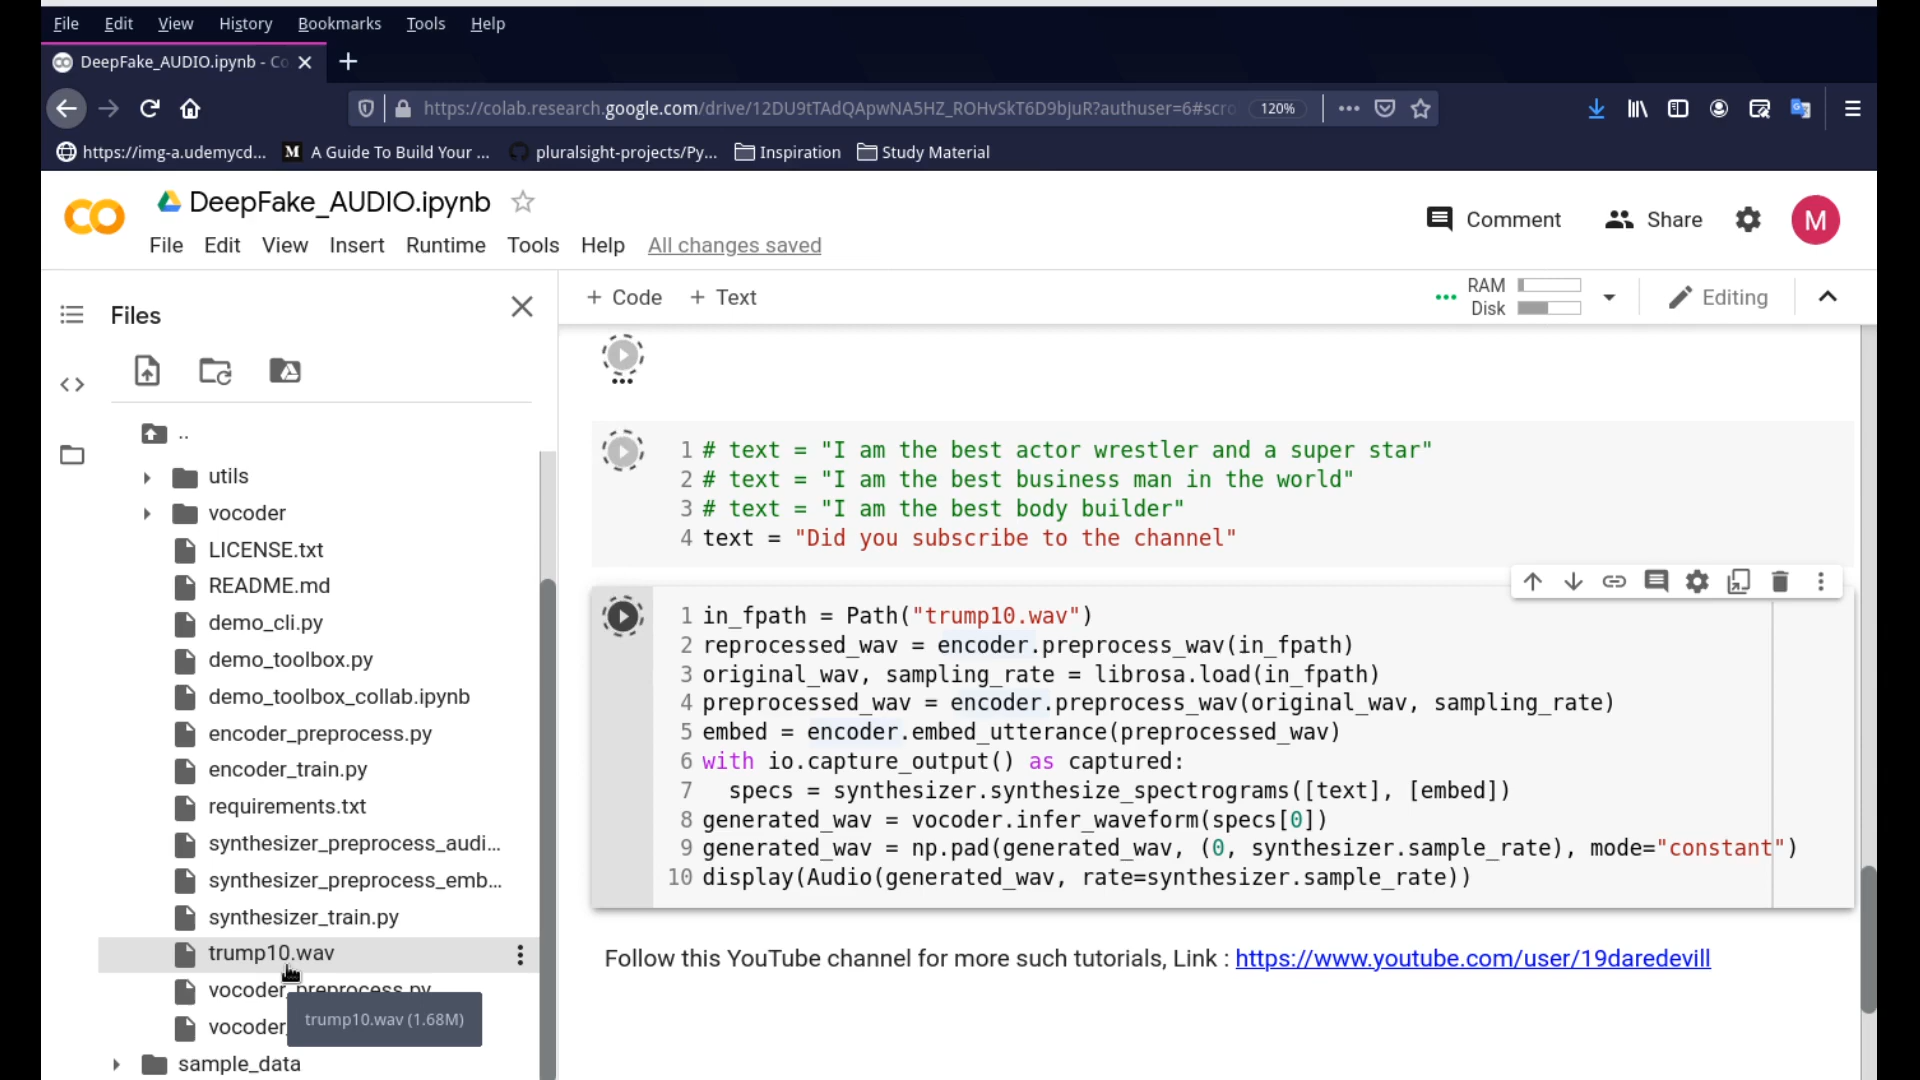 File Edit View History Bookmarks Tools Help
DeepFake_AUDIO.ipynb - Co
https://colab.research.google.com/drive/12DU9tTAdQApwNA5HZ_ROHvSkT6D9bJuR?authuser=6#scro 120%
https://img-a.udemycd... M A Guide To Build Your ... pluralsight-projects/Py... Inspiration Study Material
DeepFake_AUDIO.ipynb
Comment Share M
File Edit View Insert Runtime Tools Help All changes saved
Files
+ Code + Text
RAM
Disk
Editing
..
utils
vocoder
LICENSE.txt
README.md
demo_cli.py
demo_toolbox.py
demo_toolbox_collab.ipynb
encoder_preprocess.py
encoder_train.py
requirements.txt
synthesizer_preprocess_audi...
synthesizer_preprocess_emb...
synthesizer_train.py
trump10.wav
vocoder_preprocess.py
vocoder_
trump10.wav (1.68M)
sample_data
1 # text = "I am the best actor wrestler and a super star"
2 # text = "I am the best business man in the world"
3 # text = "I am the best body builder"
4 text = "Did you subscribe to the channel"
1 in_fpath = Path("trump10.wav")
2 reprocessed_wav = encoder.preprocess_wav(in_fpath)
3 original_wav, sampling_rate = librosa.load(in_fpath)
4 preprocessed_wav = encoder.preprocess_wav(original_wav, sampling_rate)
5 embed = encoder.embed_utterance(preprocessed_wav)
6 with io.capture_output() as captured:
7 specs = synthesizer.synthesize_spectrograms([text], [embed])
8 generated_wav = vocoder.infer_waveform(specs[0])
9 generated_wav = np.pad(generated_wav, (0, synthesizer.sample_rate), mode="constant")
10 display(Audio(generated_wav, rate=synthesizer.sample_rate))
Follow this YouTube channel for more such tutorials, Link : https://www.youtube.com/user/19daredevill